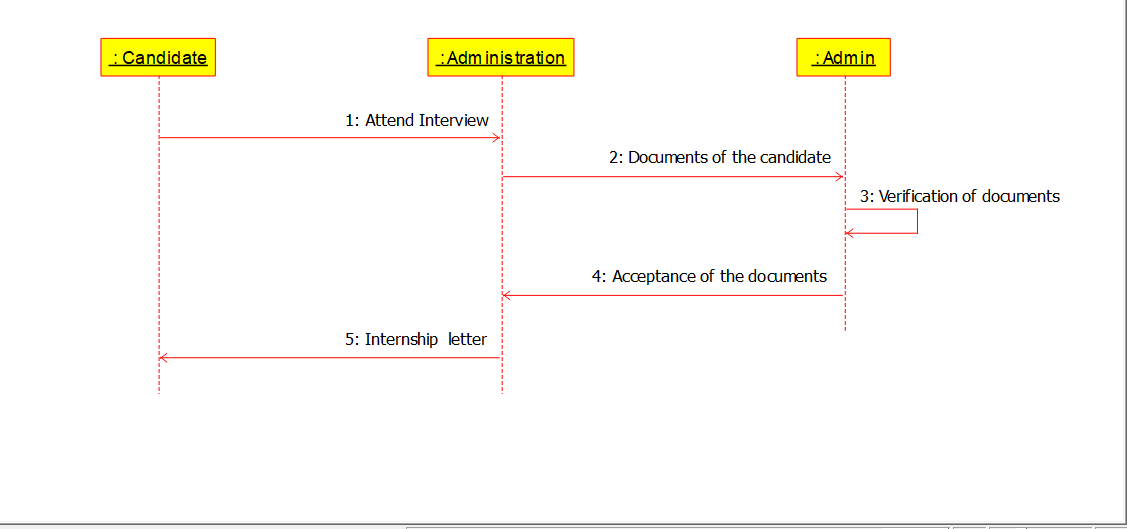 : Candidate
:Administration
:Admin
1: Attend Interview
2: Documents of the candidate
3: Verification of documents
4: Acceptance of the documents
5: Internship letter